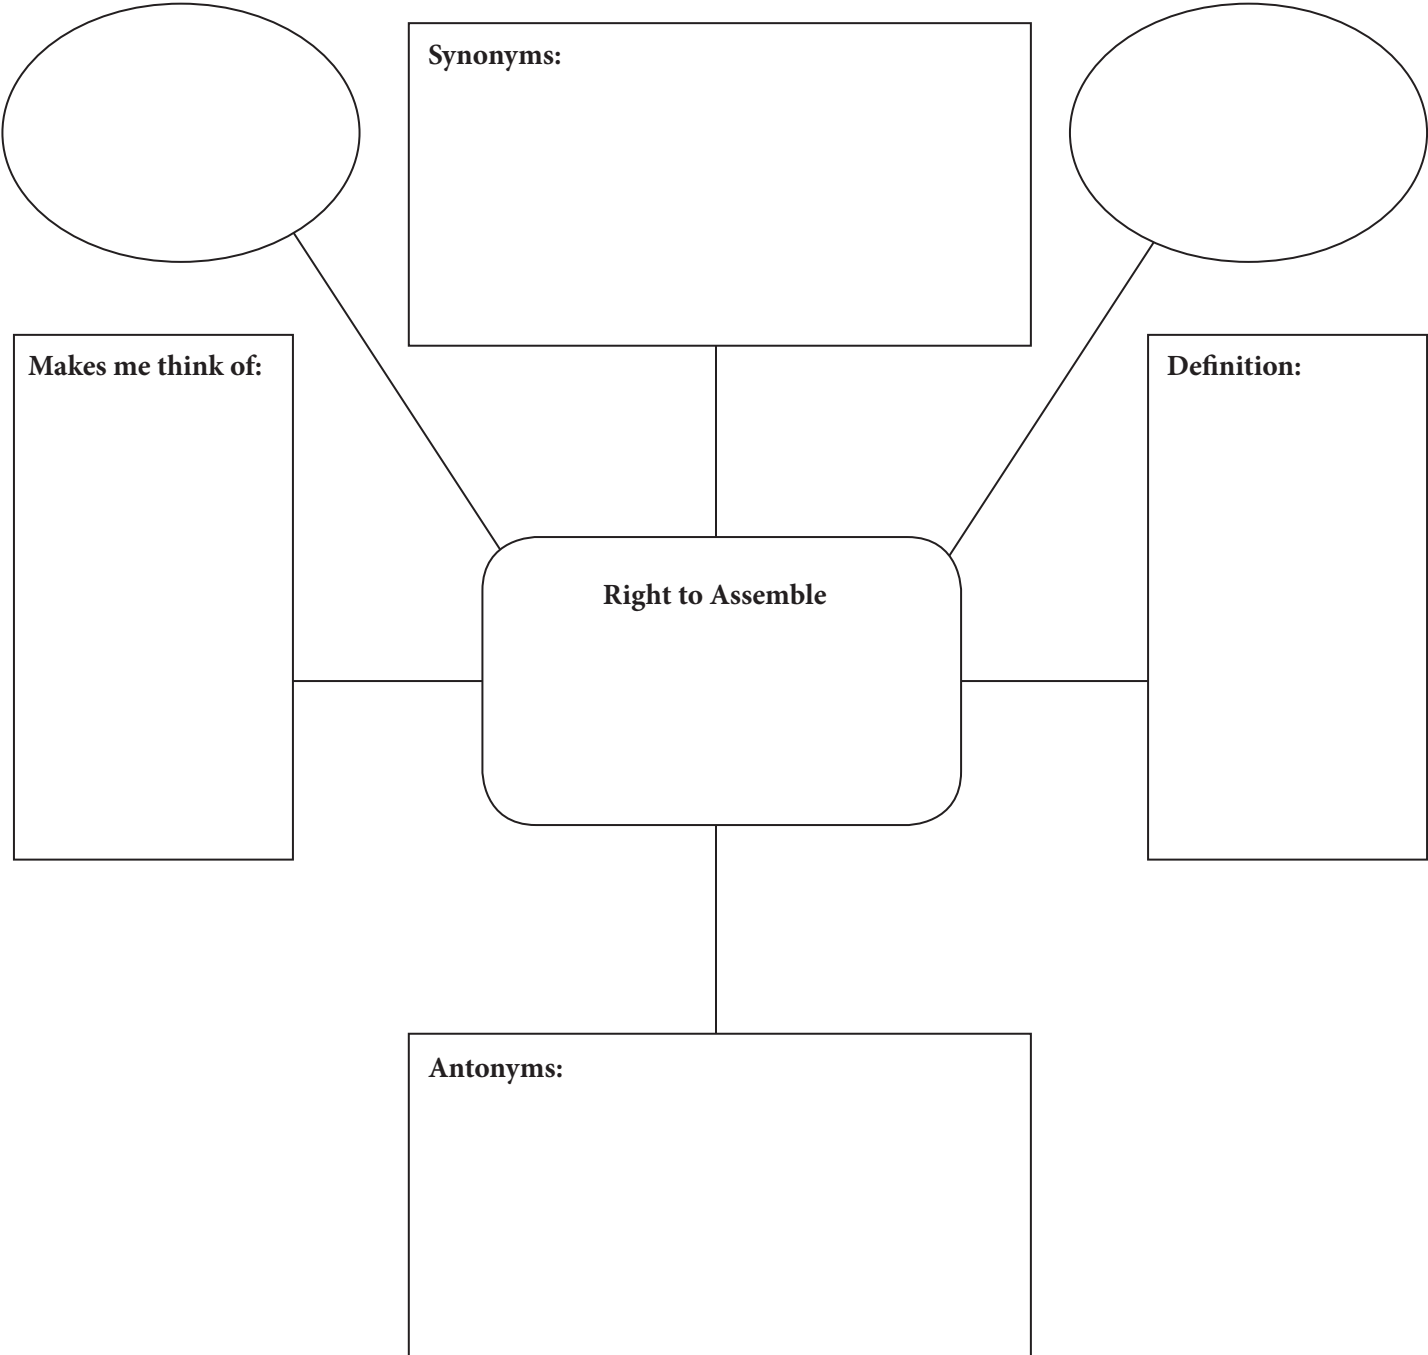 Synonyms:
Makes me think of:
Definition:
Right to Assemble
Antonyms: